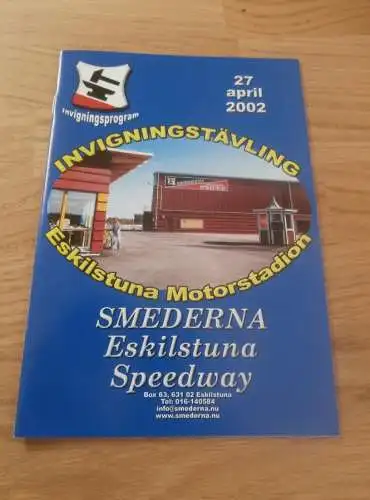 27
april
2002
Invigningsprogram
INVIGNINGSTÄVLING
Eskilstuna Motorstadion
SMEDERNA
Eskilstuna
Speedway
Box 63, 631 02 Eskilstuna
Tel: 016-140584
info@smederna.nu
www.smederna.nu